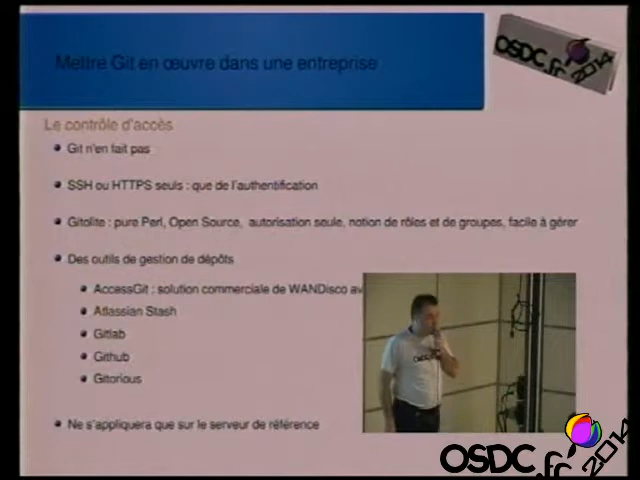 Mettre Git en œuvre dans une entreprise
OSDC.fr 2014
Le contrôle d'accès
Git n'en fait pas
SSH ou HTTPS seuls : que de l'authentification
Gitolite : pure Perl, Open Source, autorisation seule, notion de rôles et de groupes, facile à gérer
Des outils de gestion de dépôts
AccessGit : solution commerciale de WANDisco av
Atlassian Stash
Gitlab
Github
Gitorious
Ne s'appliquera que sur le serveur de référence
OSDC.fr 2014